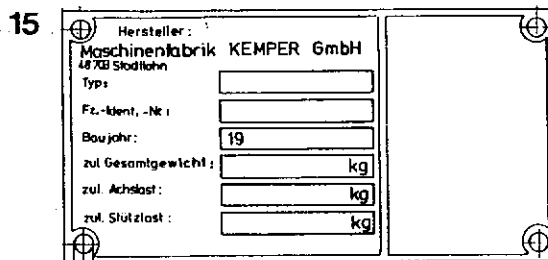 15
Hersteller:
Maschinenfabrik KEMPER GmbH
48703 Stadtlohn
Typ:
Fz.-Ident.-Nr.:
Baujahr: 19
zul Gesamtgewicht: kg
zul. Achslast: kg
zul. Stützlast: kg